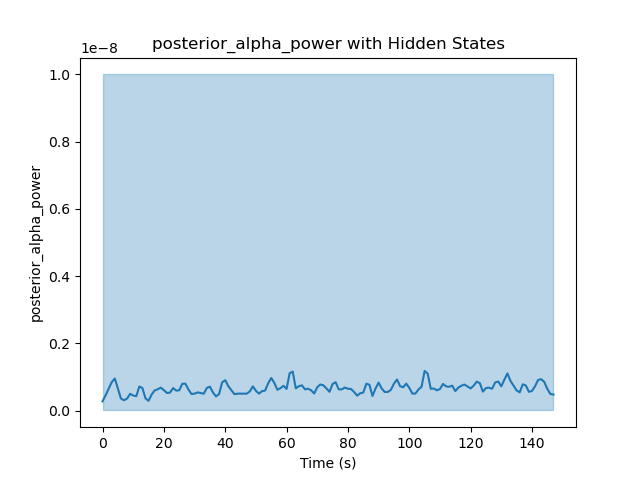 posterior_alpha_power with Hidden States
1e−8
1.0
0.8
0.6
0.4
0.2
0.0
posterior_alpha_power
0 20 40 60 80 100 120 140
Time (s)